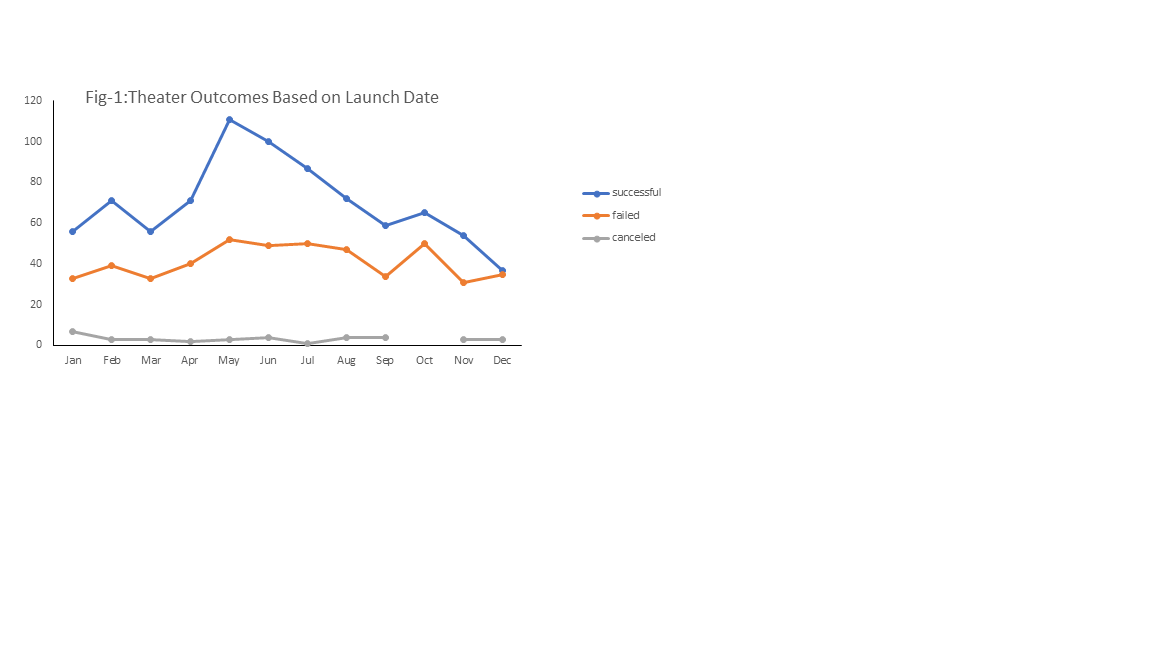 Fig-1:Theater Outcomes Based on Launch Date
120
100
80
60
40
20
0
Jan Feb Mar Apr May Jun Jul Aug Sep Oct Nov Dec
successful
failed
canceled